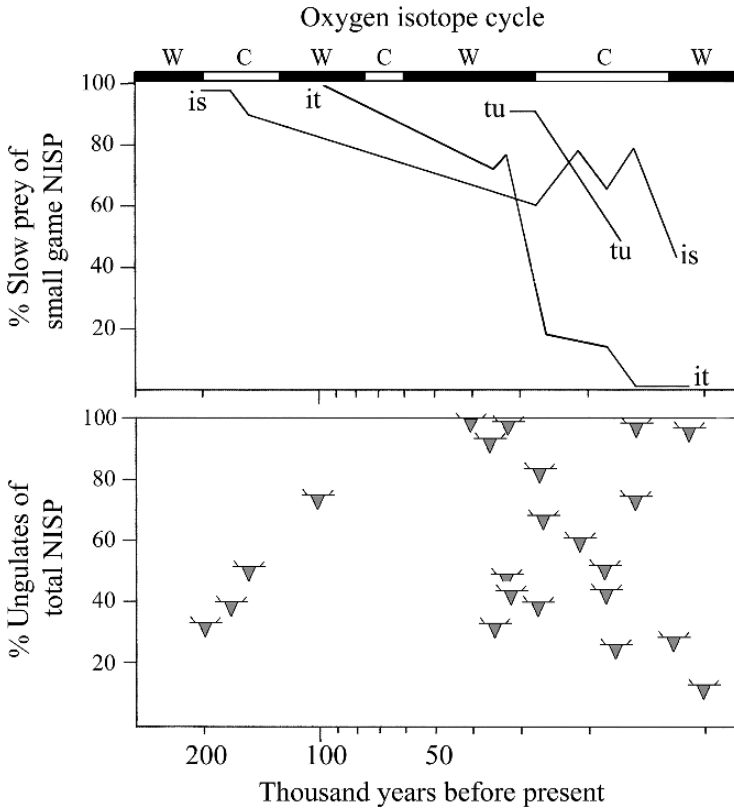 Oxygen isotope cycle
W C W C W C W
100
80
60
40
20
% Slow prey of
small game NISP
is
it
tu
tu
is
it
100
80
60
40
20
% Ungulates of
total NISP
200 100 50
Thousand years before present